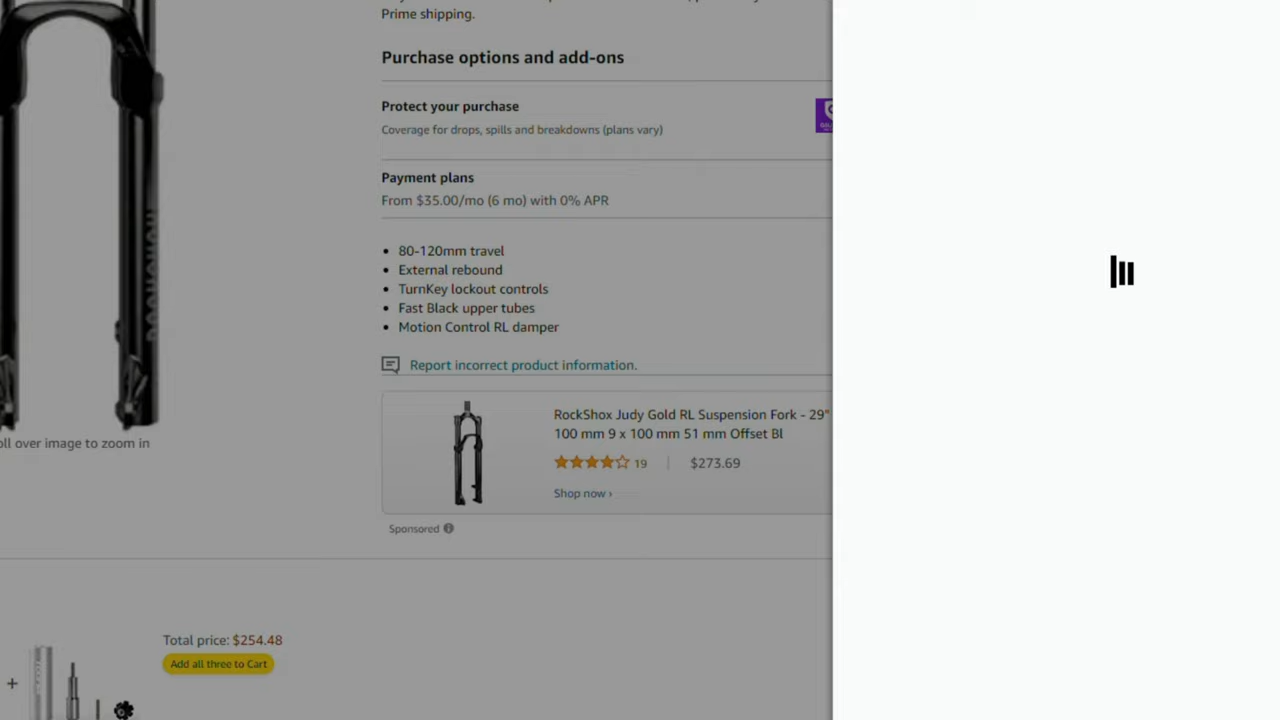 Prime shipping.
Purchase options and add-ons
Protect your purchase
Coverage for drops, spills and breakdowns (plans vary)
Payment plans
From $35.00/mo (6 mo) with 0% APR
80-120mm travel
External rebound
TurnKey lockout controls
Fast Black upper tubes
Motion Control RL damper
Report incorrect product information.
ROCKSHOX
oll over image to zoom in
RockShox Judy Gold RL Suspension Fork - 29"
100 mm 9 x 100 mm 51 mm Offset Bl
19 | $273.69
Shop now ›
Sponsored
Total price: $254.48
+
Add all three to Cart